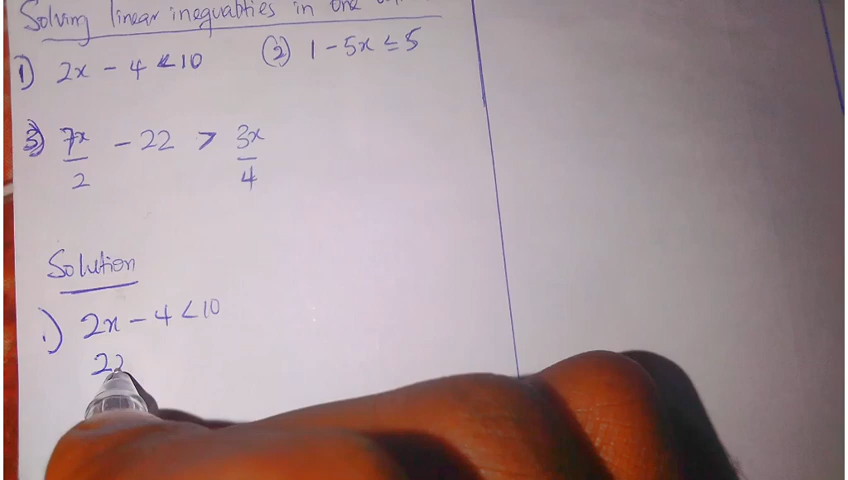 Solving linear inequalities in one
1) 2x - 4 < 10 (2) 1 - 5x ≤ 5
3) 7x/2 - 22 > 3x/4
Solution
1.) 2x - 4 < 10